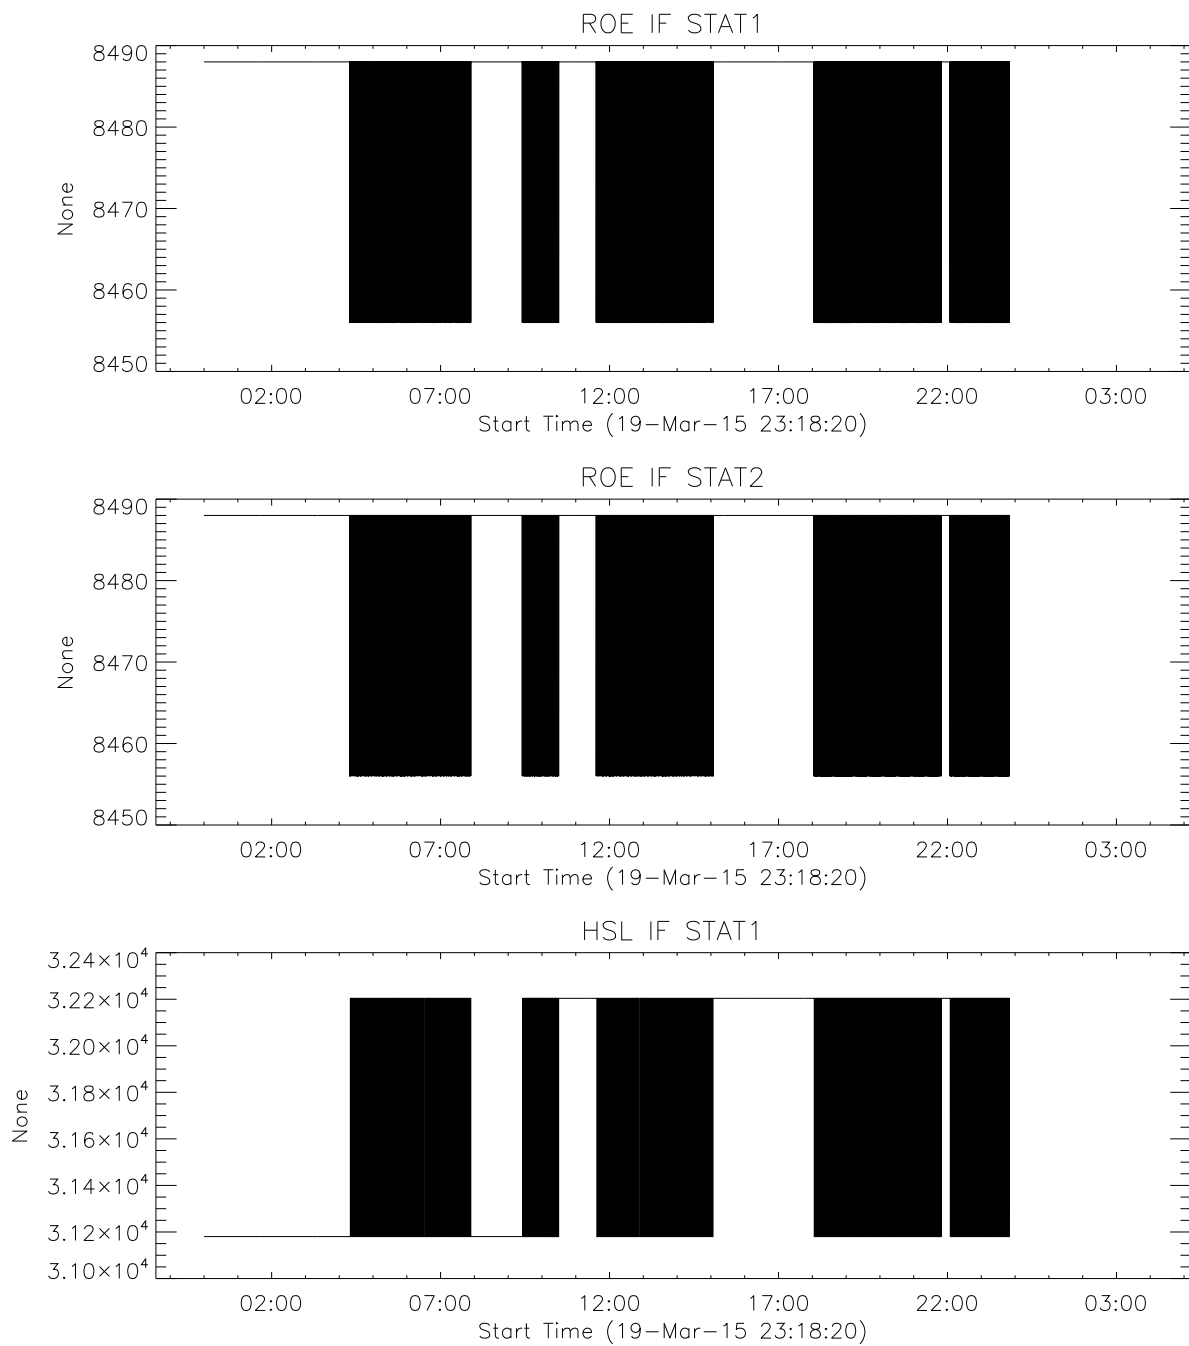 ROE IF STAT1
8490
8480
8470
8460
8450
None
02:00 07:00 12:00 17:00 22:00 03:00
Start Time (19-Mar-15 23:18:20)
ROE IF STAT2
8490
8480
8470
8460
8450
None
02:00 07:00 12:00 17:00 22:00 03:00
Start Time (19-Mar-15 23:18:20)
HSL IF STAT1
3.24×10⁴
3.22×10⁴
3.20×10⁴
3.18×10⁴
3.16×10⁴
3.14×10⁴
3.12×10⁴
3.10×10⁴
None
02:00 07:00 12:00 17:00 22:00 03:00
Start Time (19-Mar-15 23:18:20)